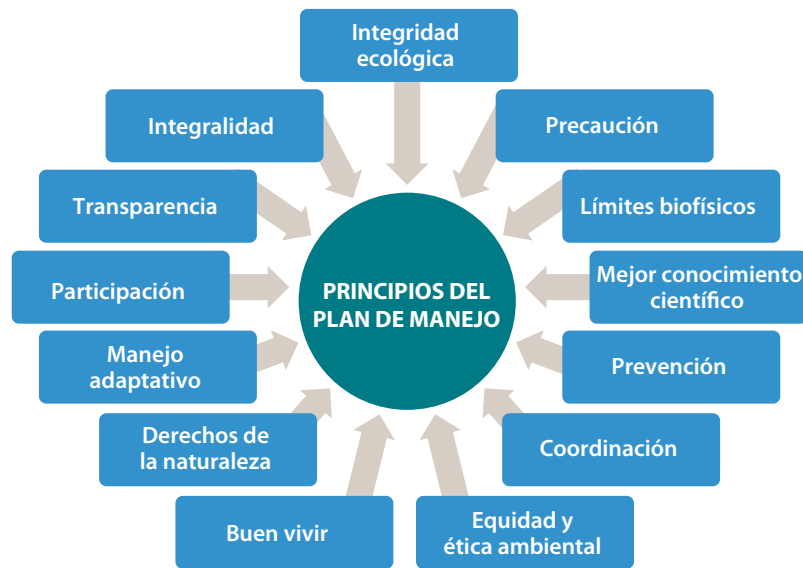 Integridad
ecológica
Precaución
Límites biofísicos
Mejor conocimiento
científico
Prevención
Coordinación
Equidad y
ética ambiental
Buen vivir
Derechos de
la naturaleza
Manejo
adaptativo
Participación
Transparencia
Integralidad
PRINCIPIOS DEL
PLAN DE MANEJO